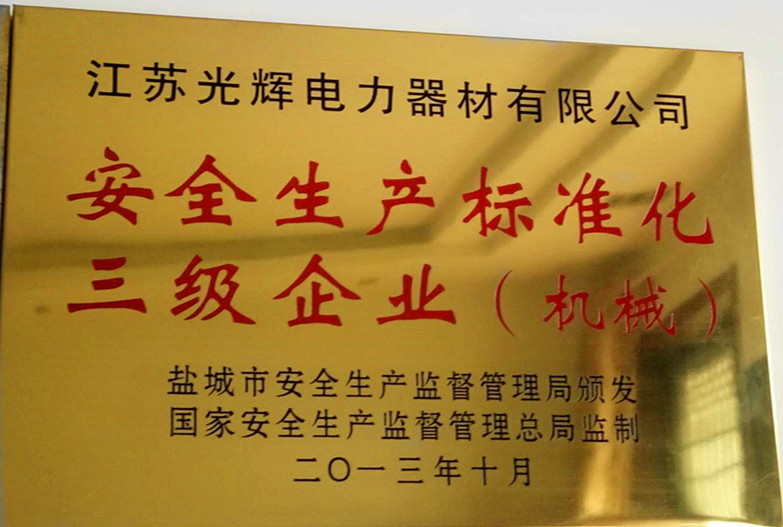 江苏光辉电力器材有限公司
安全生产标准化
三级企业（机械）
盐城市安全生产监督管理局颁发
国家安全生产监督管理总局监制
二〇一三年十月